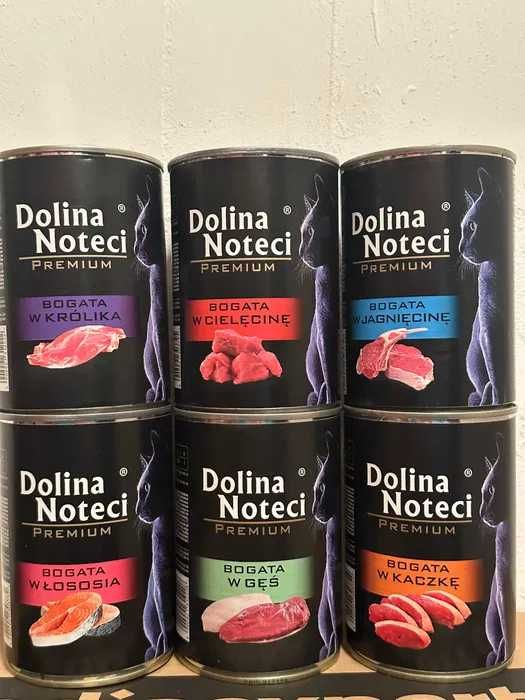 Dolina ®
Noteci
PREMIUM
BOGATA
W KRÓLIKA
Dolina ®
Noteci
PREMIUM
BOGATA
W CIELĘCINĘ
Dolina ®
Noteci
PREMIUM
BOGATA
W JAGNIĘCINĘ
Dolina ®
Noteci
PREMIUM
BOGATA
W ŁOSOSIA
Dolina ®
Noteci
PREMIUM
BOGATA
W GĘŚ
Dolina ®
Noteci
PREMIUM
BOGATA
W KACZKĘ